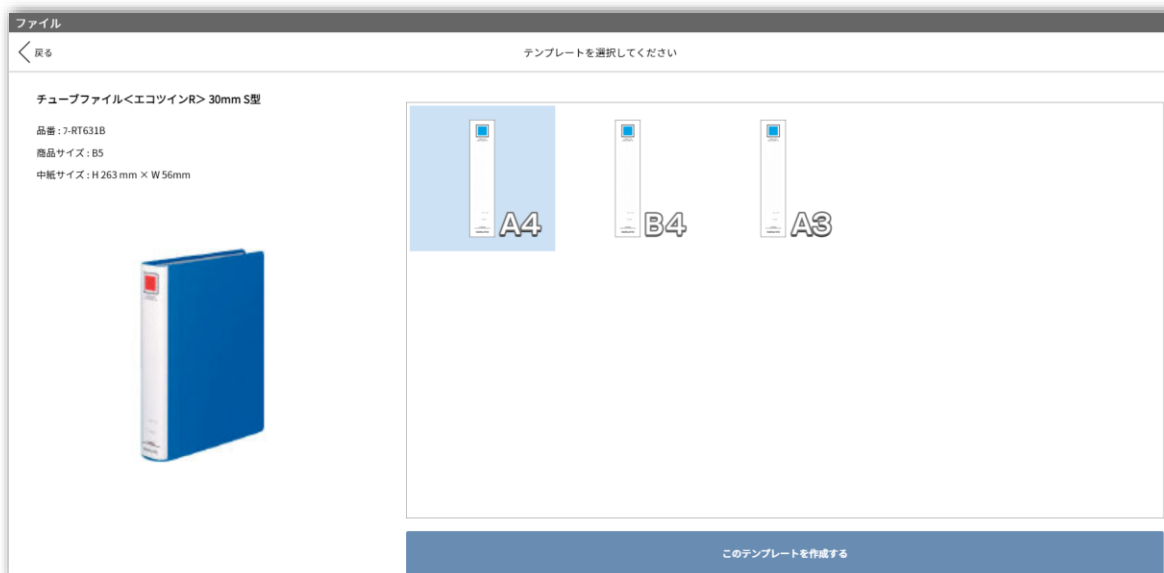 ファイル
戻る
テンプレートを選択してください
チューブファイル＜エコツインR＞ 30mm S型
品番 : ﾌ-RT631B
商品サイズ : B5
中紙サイズ : H 263 mm × W 56mm
A4
B4
A3
このテンプレートを作成する